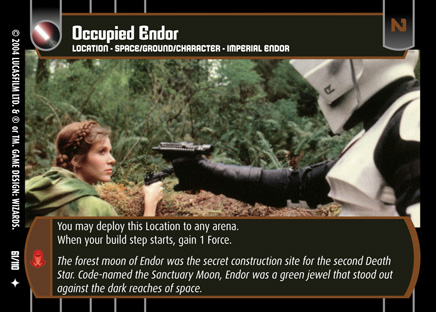 Occupied Endor
N
LOCATION - SPACE/GROUND/CHARACTER - IMPERIAL ENDOR
You may deploy this Location to any arena.
When your build step starts, gain 1 Force.
The forest moon of Endor was the secret construction site for the second Death
Star. Code-named the Sanctuary Moon, Endor was a green jewel that stood out
against the dark reaches of space.
© 2004 LUCASFILM LTD. & ® or TM. GAME DESIGN: WIZARDS.